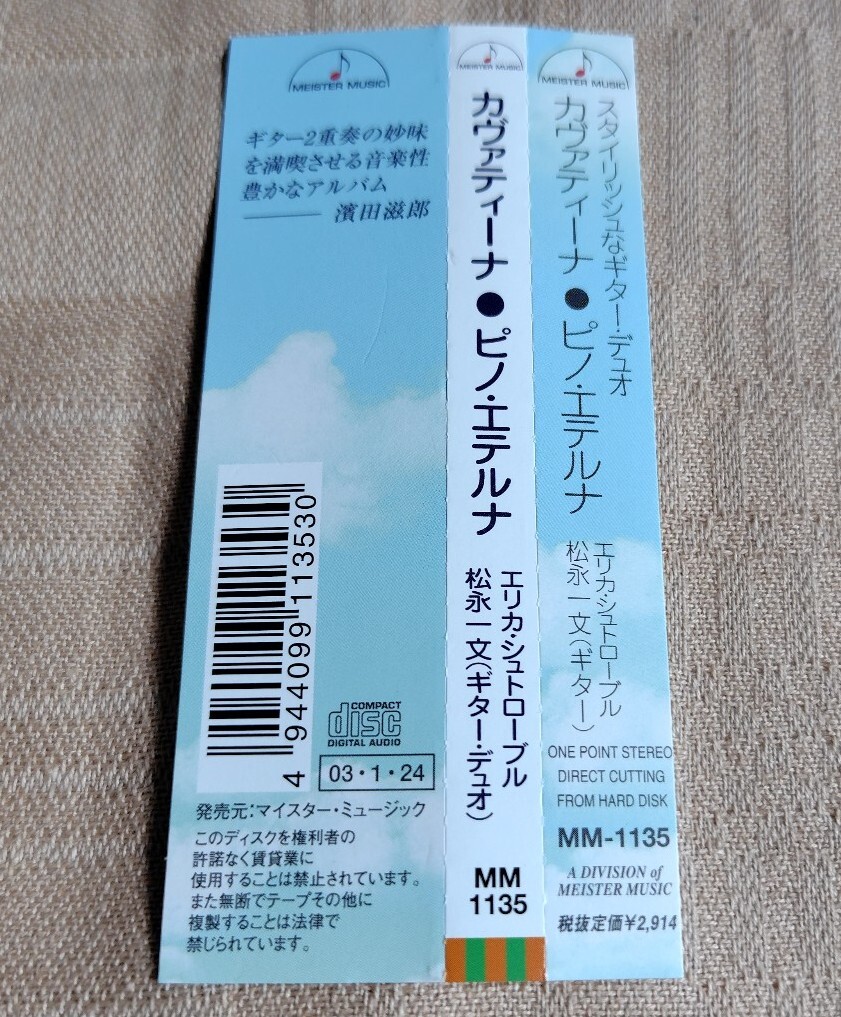 MEISTER MUSIC
ギター2重奏の妙味
を満喫させる音楽性
豊かなアルバム
―― 濱田滋郎
4 944099 113530
COMPACT
disc
DIGITAL AUDIO
03・1・24
発売元:マイスター・ミュージック
このディスクを権利者の
許諾なく賃貸業に
使用することは禁止されています。
また無断でテープその他に
複製することは法律で
禁じられています。
MEISTER MUSIC
カヴァティーナ●ピノ・エテルナ
エリカ・シュトローブル
松永一文(ギター・デュオ)
MM
1135
MEISTER MUSIC
スタイリッシュなギター・デュオ
カヴァティーナ●ピノ・エテルナ
エリカ・シュトローブル
松永一文(ギター)
ONE POINT STEREO
DIRECT CUTTING
FROM HARD DISK
MM-1135
A DIVISION of
MEISTER MUSIC
税抜定価¥2,914